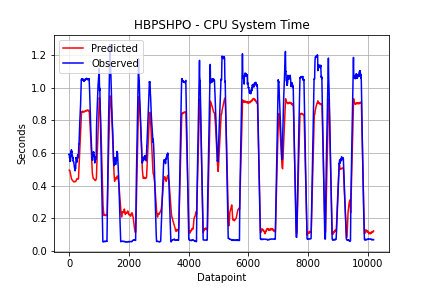 HBPSHPO - CPU System Time
Predicted
Observed
1.2
1.0
0.8
0.6
0.4
0.2
0.0
Seconds
0 2000 4000 6000 8000 10000
Datapoint